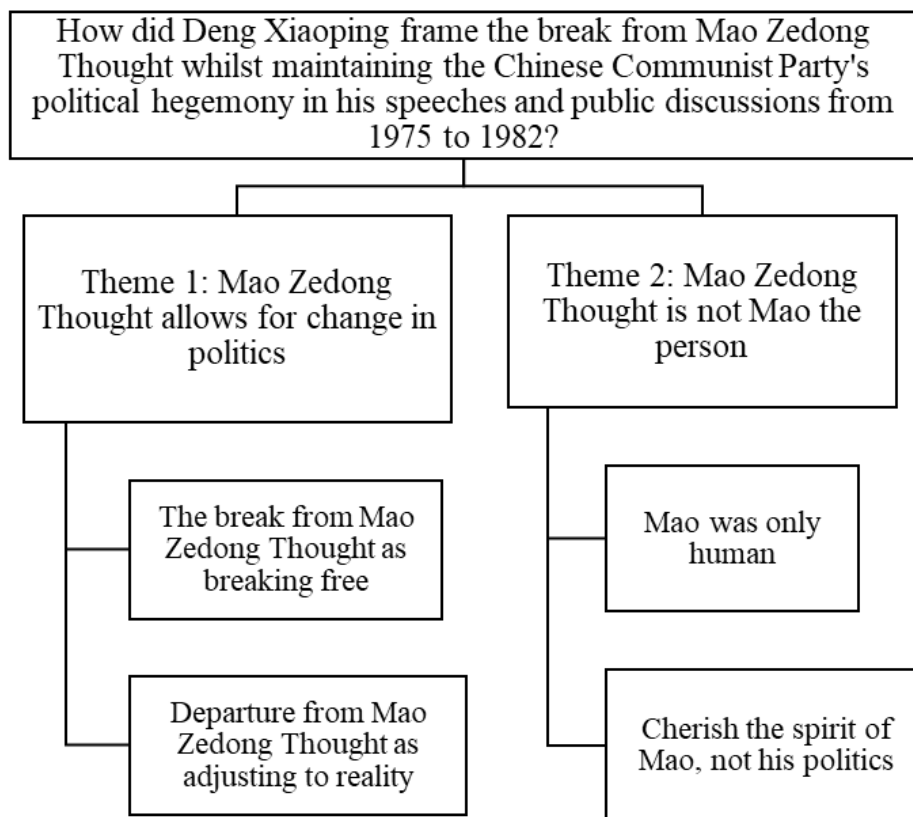 How did Deng Xiaoping frame the break from Mao Zedong
Thought whilst maintaining the Chinese Communist Party's
political hegemony in his speeches and public discussions from
1975 to 1982?
Theme 1: Mao Zedong
Thought allows for change in
politics
The break from Mao
Zedong Thought as
breaking free
Departure from Mao
Zedong Thought as
adjusting to reality
Theme 2: Mao Zedong
Thought is not Mao the
person
Mao was only
human
Cherish the spirit of
Mao, not his politics